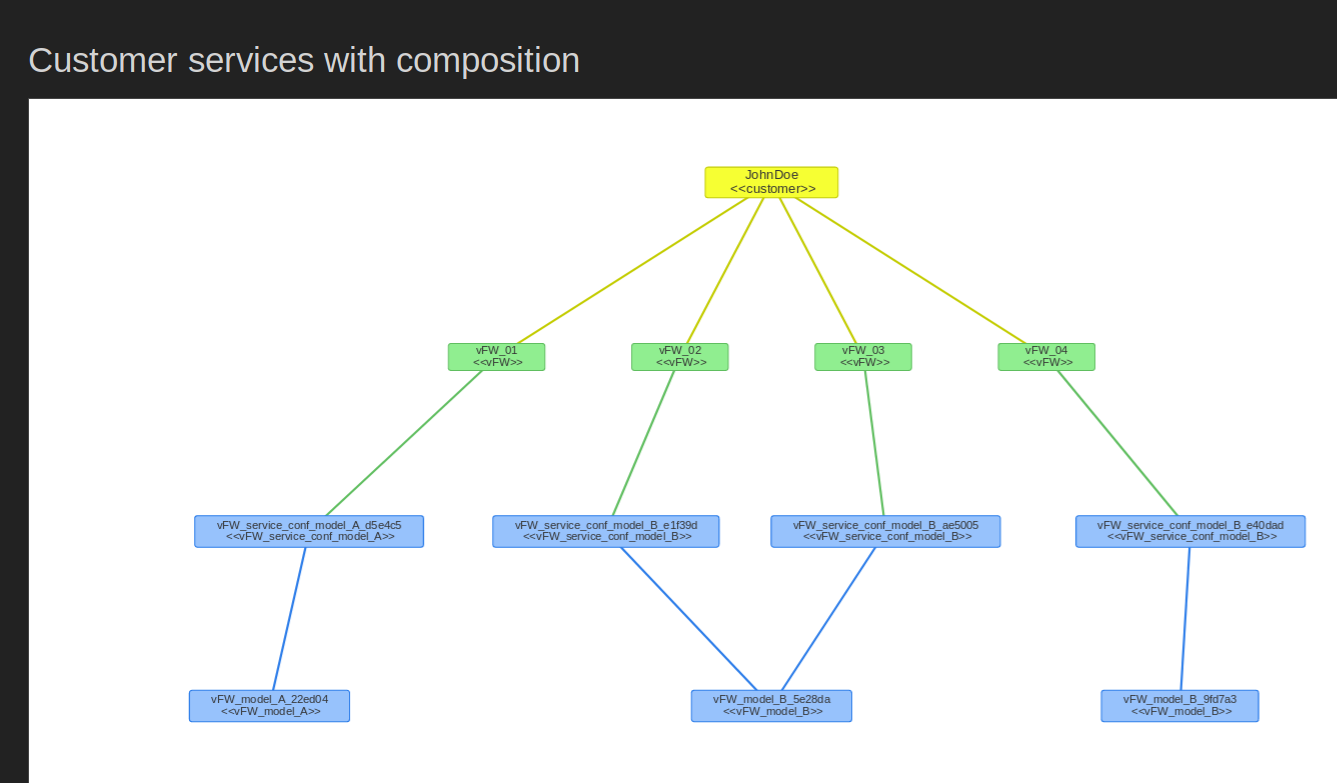 Customer services with composition
JohnDoe
<<customer>>
vFW_01
<<vFW>>
vFW_02
<<vFW>>
vFW_03
<<vFW>>
vFW_04
<<vFW>>
vFW_service_conf_model_A_d5e4c5
<<vFW_service_conf_model_A>>
vFW_service_conf_model_B_e1f39d
<<vFW_service_conf_model_B>>
vFW_service_conf_model_B_ae5005
<<vFW_service_conf_model_B>>
vFW_service_conf_model_B_e40dad
<<vFW_service_conf_model_B>>
vFW_model_A_22ed04
<<vFW_model_A>>
vFW_model_B_5e28da
<<vFW_model_B>>
vFW_model_B_9fd7a3
<<vFW_model_B>>